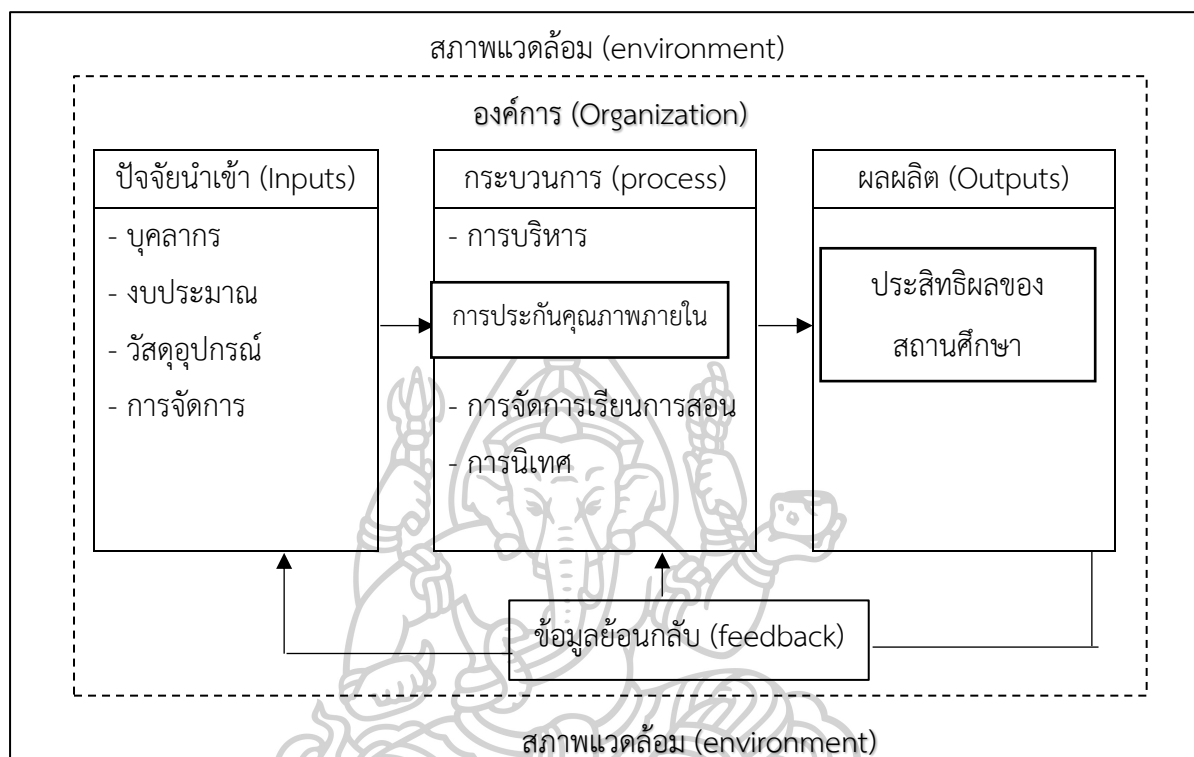 สภาพแวดล้อม (environment)
องค์การ (Organization)
ปัจจัยนำเข้า (Inputs)
- บุคลากร
- งบประมาณ
- วัสดุอุปกรณ์
- การจัดการ
กระบวนการ (process)
- การบริหาร
การประกันคุณภาพภายใน
- การจัดการเรียนการสอน
- การนิเทศ
ผลผลิต (Outputs)
ประสิทธิผลของ
สถานศึกษา
ข้อมูลย้อนกลับ (feedback)
สภาพแวดล้อม (environment)